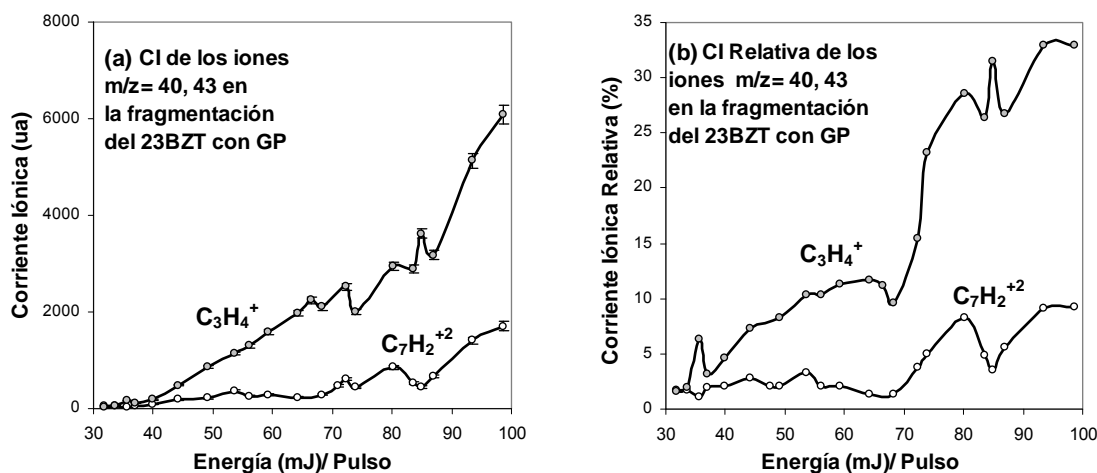 (a) CI de los iones
m/z= 40, 43 en
la fragmentación
del 23BZT con GP
Corriente Iónica (ua)
8000
6000
4000
2000
0
C3H4+
C7H2+2
30 40 50 60 70 80 90 100
Energía (mJ)/ Pulso
(b) CI Relativa de los
iones m/z= 40, 43
en la fragmentación
del 23BZT con GP
Corriente Iónica Relativa (%)
35
30
25
20
15
10
5
0
C3H4+
C7H2+2
30 40 50 60 70 80 90 100
Energía (mJ)/ Pulso